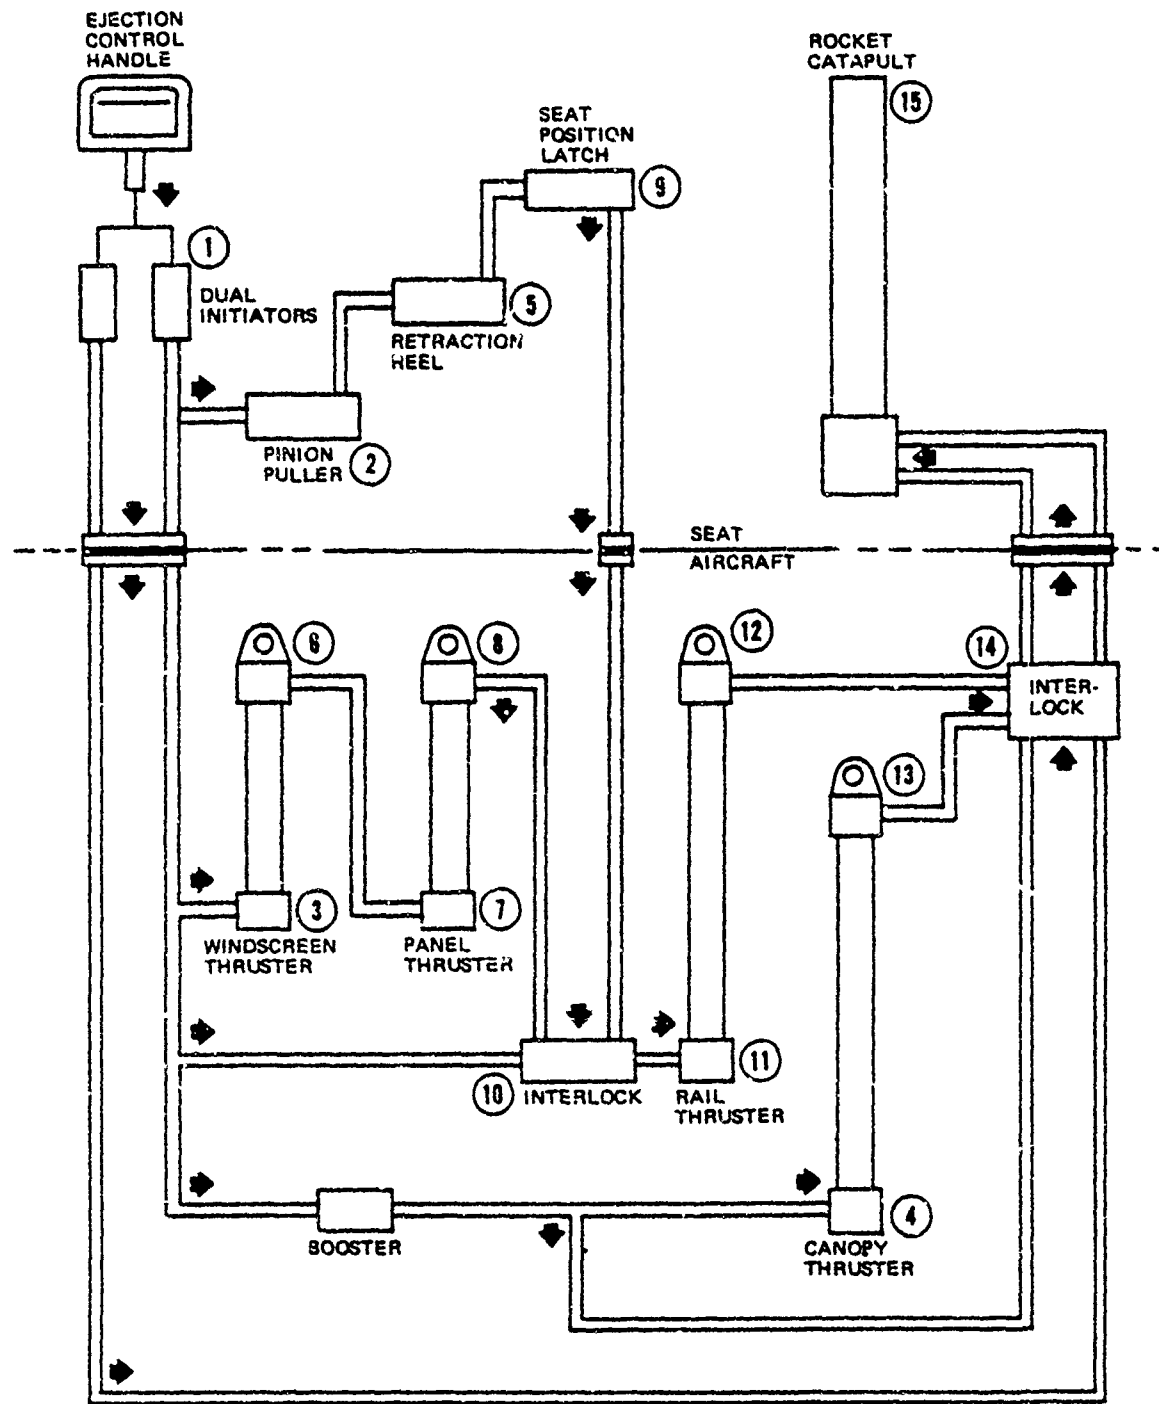 EJECTION
CONTROL
HANDLE
ROCKET
CATAPULT
15
SEAT
POSITION
LATCH
9
1
DUAL
INITIATORS
5
RETRACTION
REEL
PINION
PULLER
2
SEAT
AIRCRAFT
6
8
12
14
INTER-
LOCK
13
3
WINDSCREEN
THRUSTER
7
PANEL
THRUSTER
10
INTERLOCK
11
RAIL
THRUSTER
BOOSTER
4
CANOPY
THRUSTER